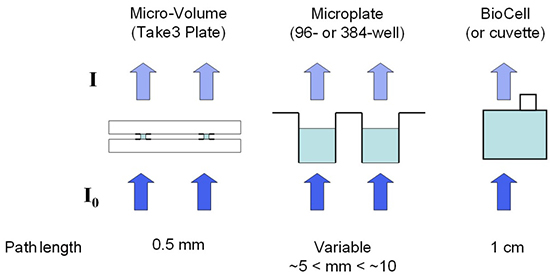 Micro-Volume
(Take3 Plate)
Microplate
(96- or 384-well)
BioCell
(or cuvette)
I
I0
Path length
0.5 mm
Variable
~5 < mm < ~10
1 cm